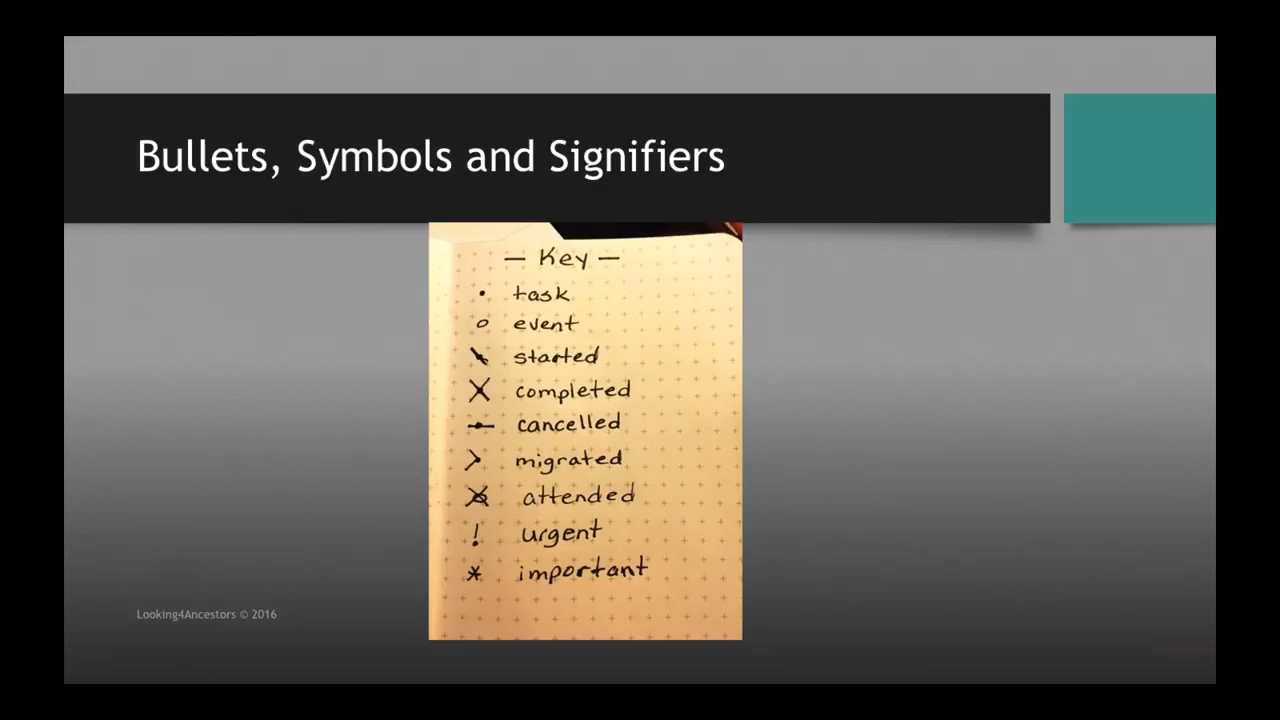 Bullets, Symbols and Signifiers
— Key —
• task
o event
started
X completed
cancelled
> migrated
attended
! urgent
* important
Looking4Ancestors © 2016